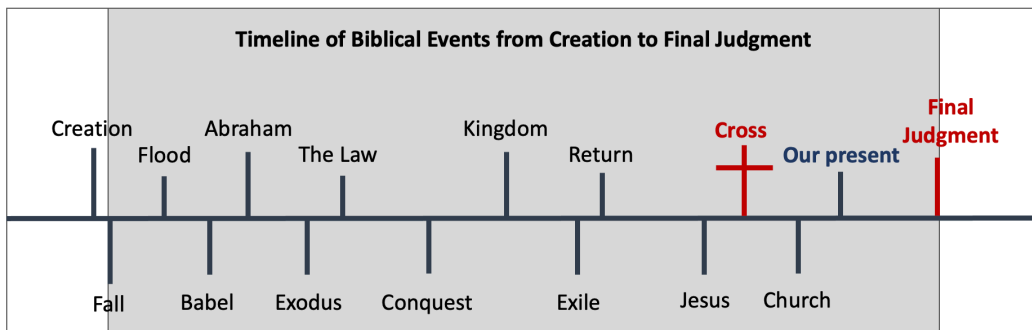 Timeline of Biblical Events from Creation to Final Judgment
Creation
Flood
Abraham
The Law
Kingdom
Return
Cross
Our present
Final
Judgment
Fall
Babel
Exodus
Conquest
Exile
Jesus
Church